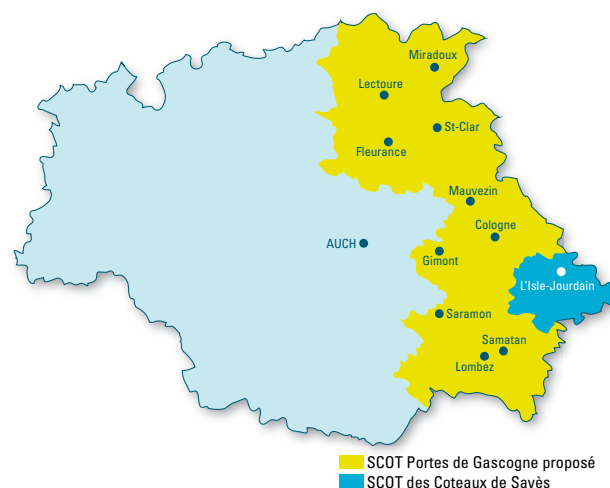 Miradoux
Lectoure
St-Clar
Fleurance
Mauvezin
Cologne
AUCH
Gimont
L'Isle-Jourdain
Saramon
Samatan
Lombez
SCOT Portes de Gascogne proposé
SCOT des Coteaux de Savès